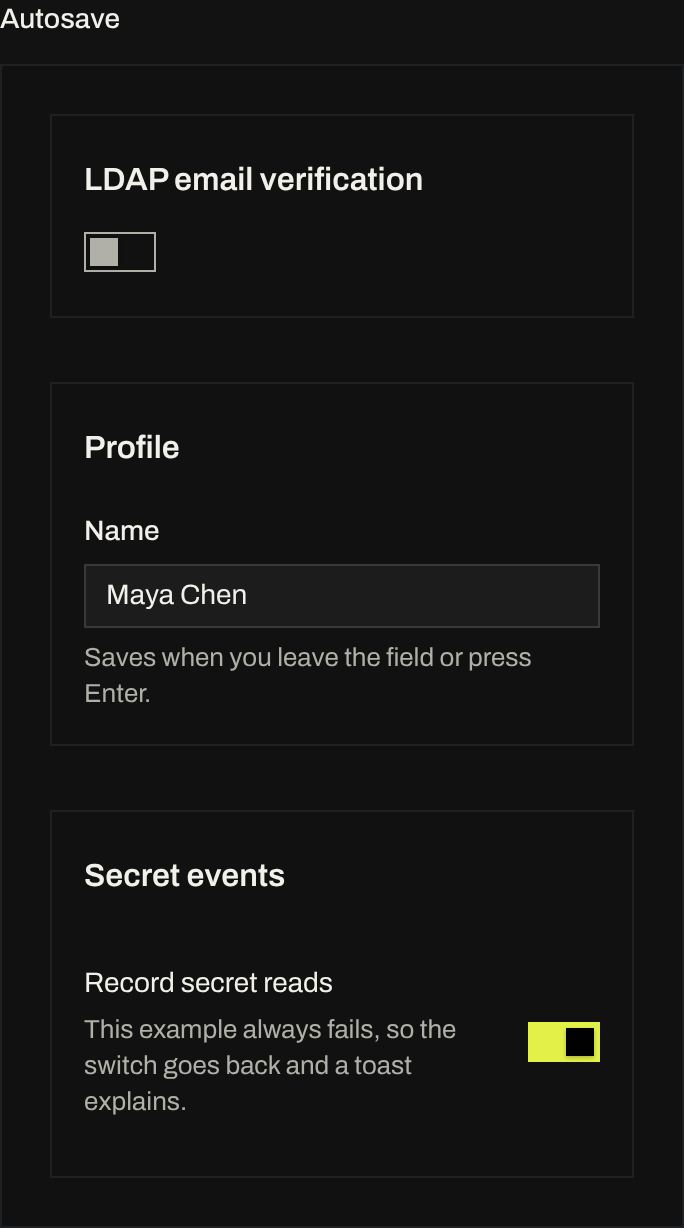 Autosave
LDAP email verification
Profile
Name
Maya Chen
Saves when you leave the field or press
Enter.
Secret events
Record secret reads
This example always fails, so the
switch goes back and a toast
explains.